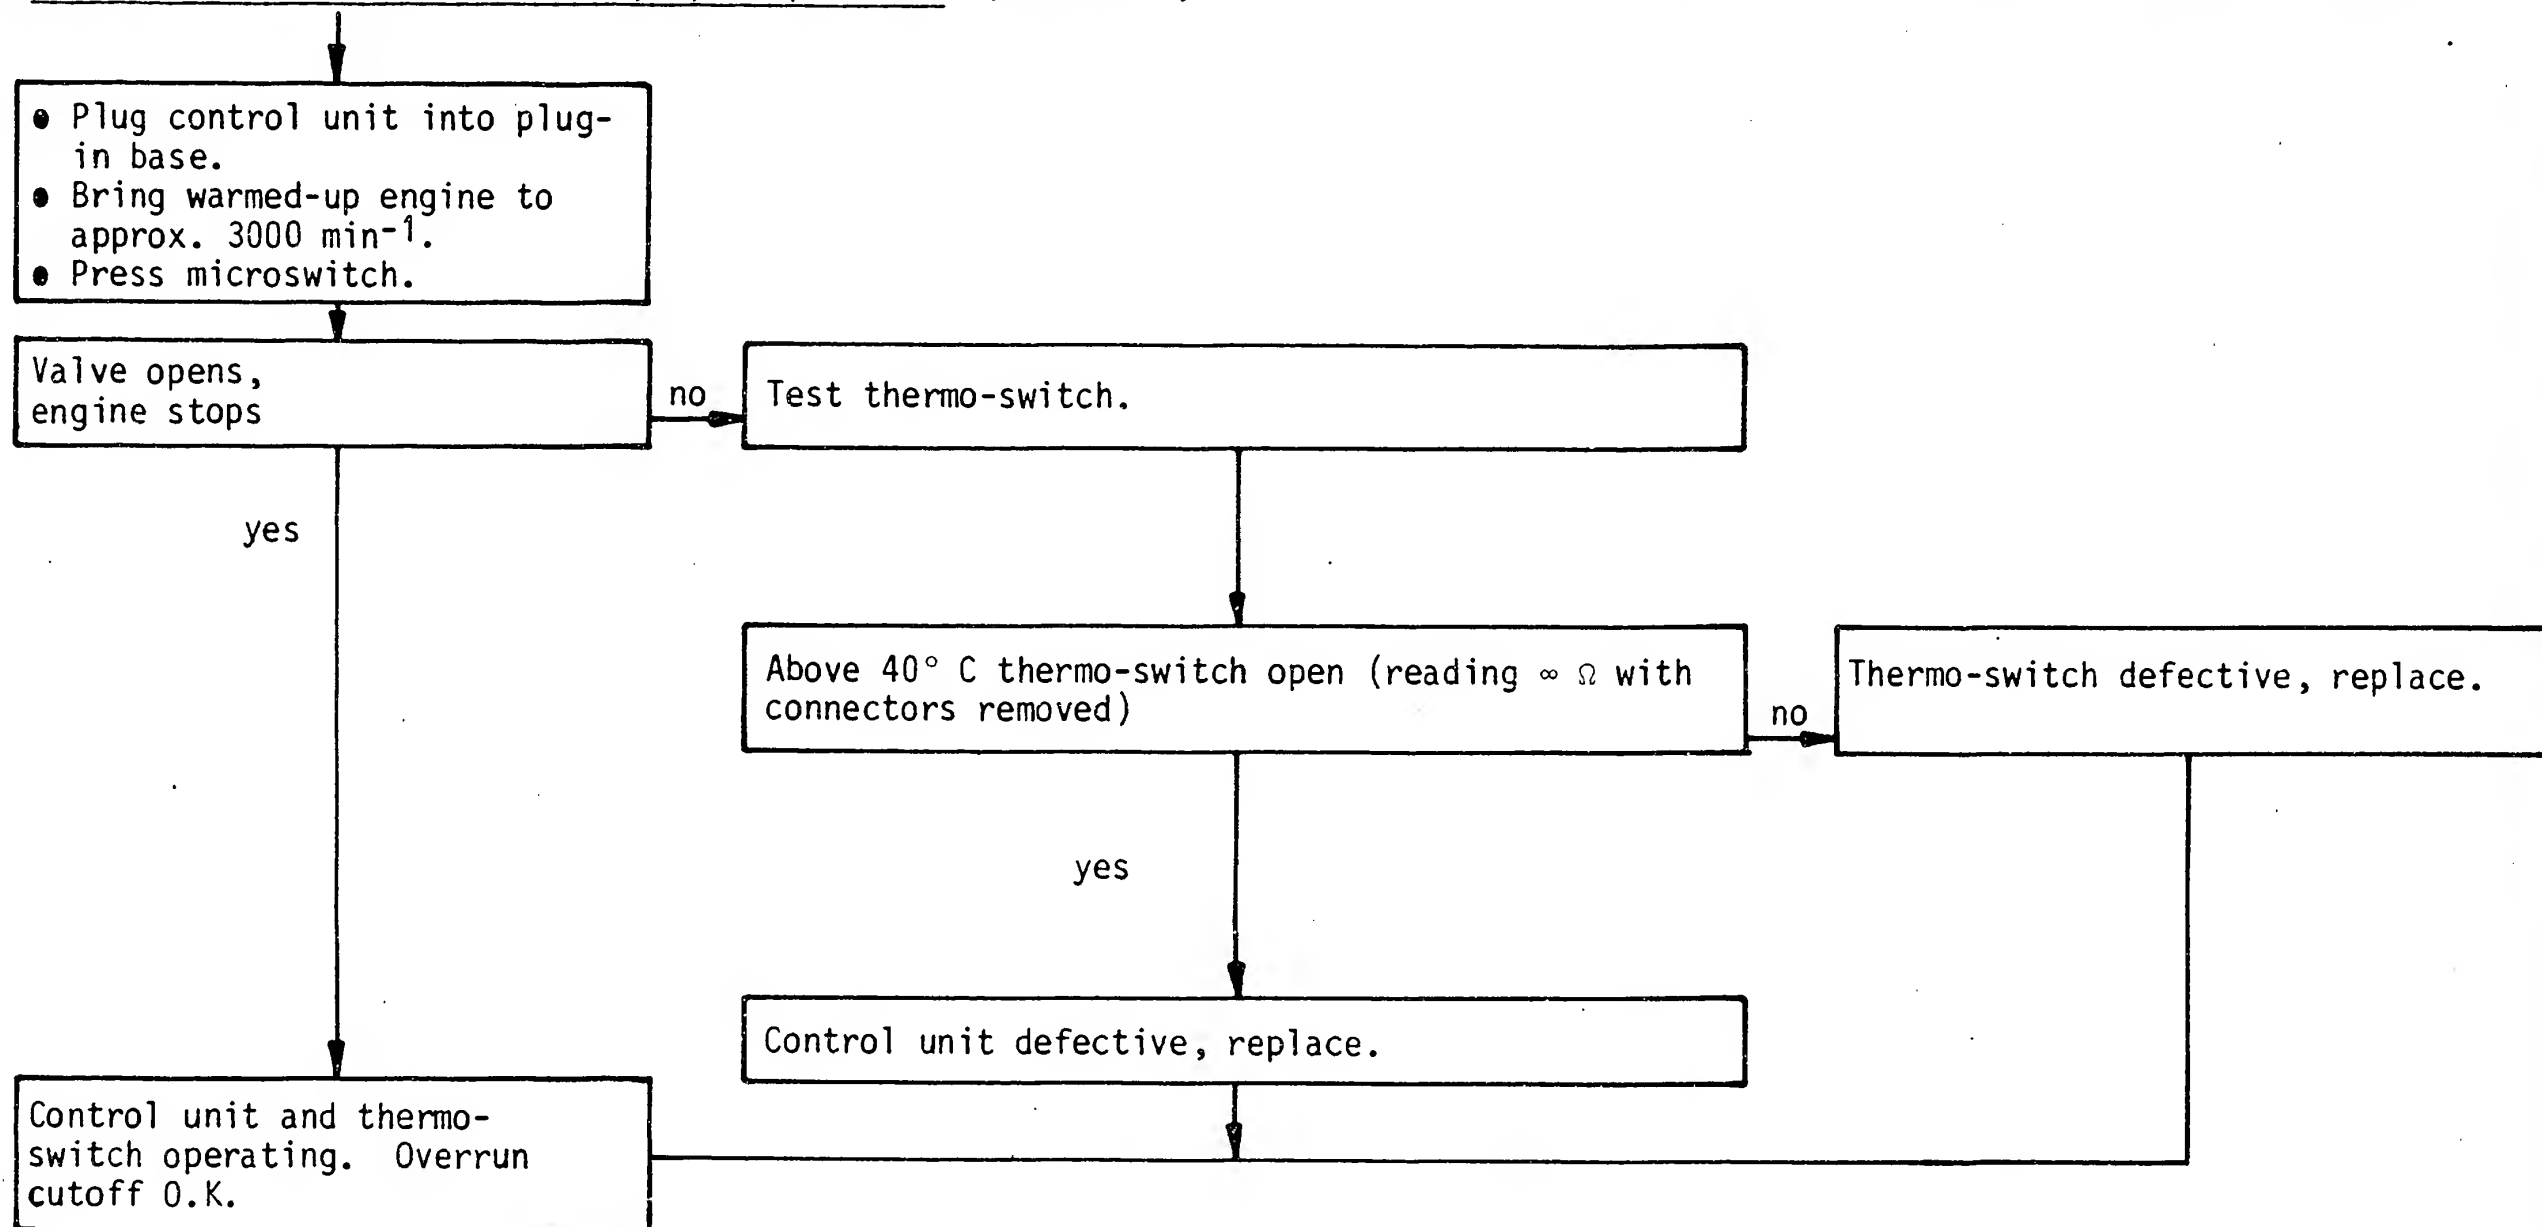 ● Plug control unit into plug-
in base.
● Bring warmed-up engine to
approx. 3000 min⁻¹.
● Press microswitch.
Valve opens,
engine stops
no
Test thermo-switch.
yes
Above 40° C thermo-switch open (reading ∞ Ω with
connectors removed)
no
Thermo-switch defective, replace.
yes
Control unit defective, replace.
Control unit and thermo-
switch operating. Overrun
cutoff O.K.